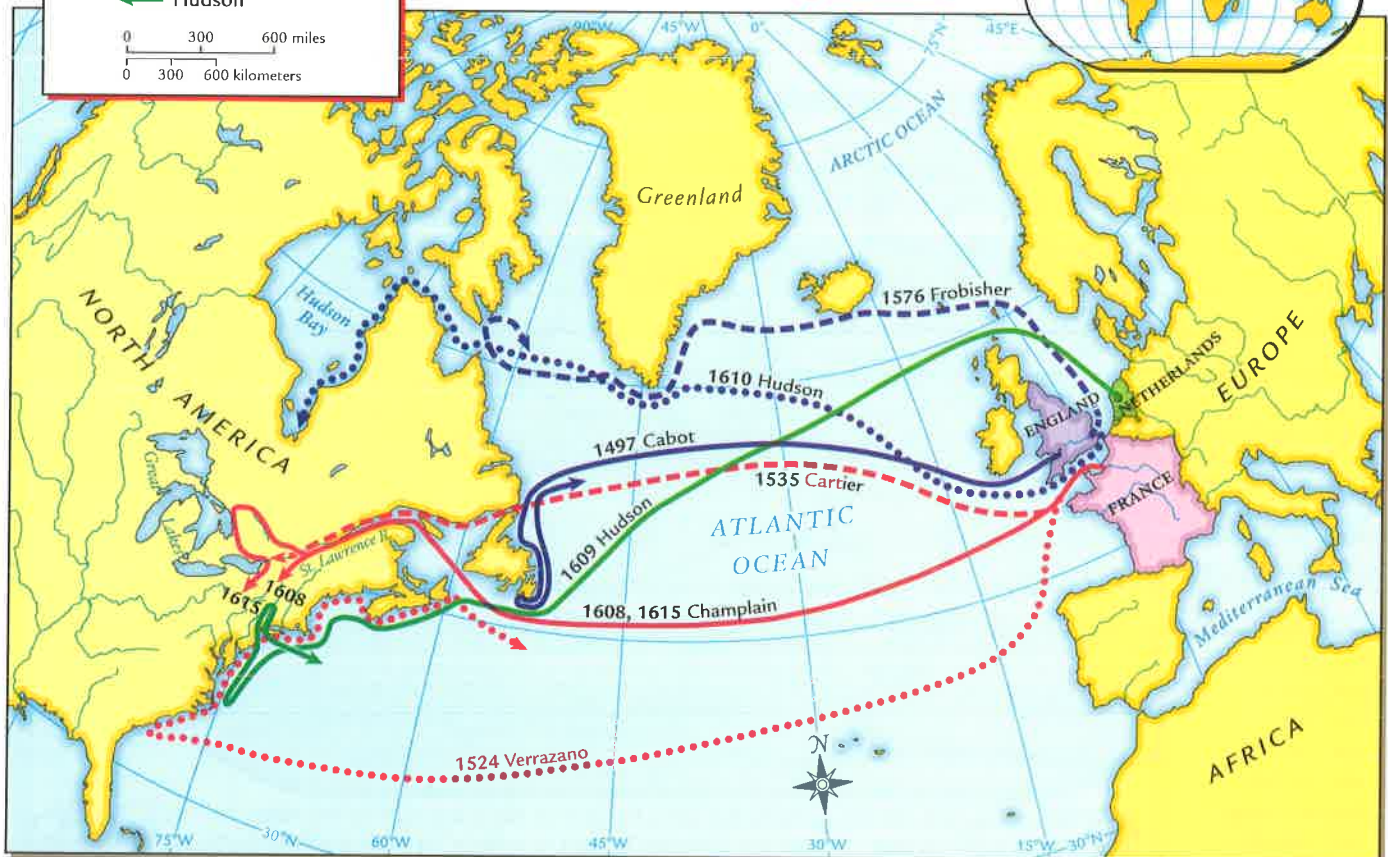 Hudson
0 300 600 miles
0 300 600 kilometers
90°W
45°W
0°
45°E
75°N
ARCTIC OCEAN
Greenland
1576 Frobisher
Hudson
Bay
NORTH AMERICA
1610 Hudson
NETHERLANDS
EUROPE
ENGLAND
1497 Cabot
1535 Cartier
FRANCE
Great
Lakes
St. Lawrence R.
1609 Hudson
ATLANTIC
OCEAN
1615
1608
1608, 1615 Champlain
Mediterranean Sea
1524 Verrazano
N
AFRICA
75°W
30°N
60°W
45°W
30°W
15°W
30°N